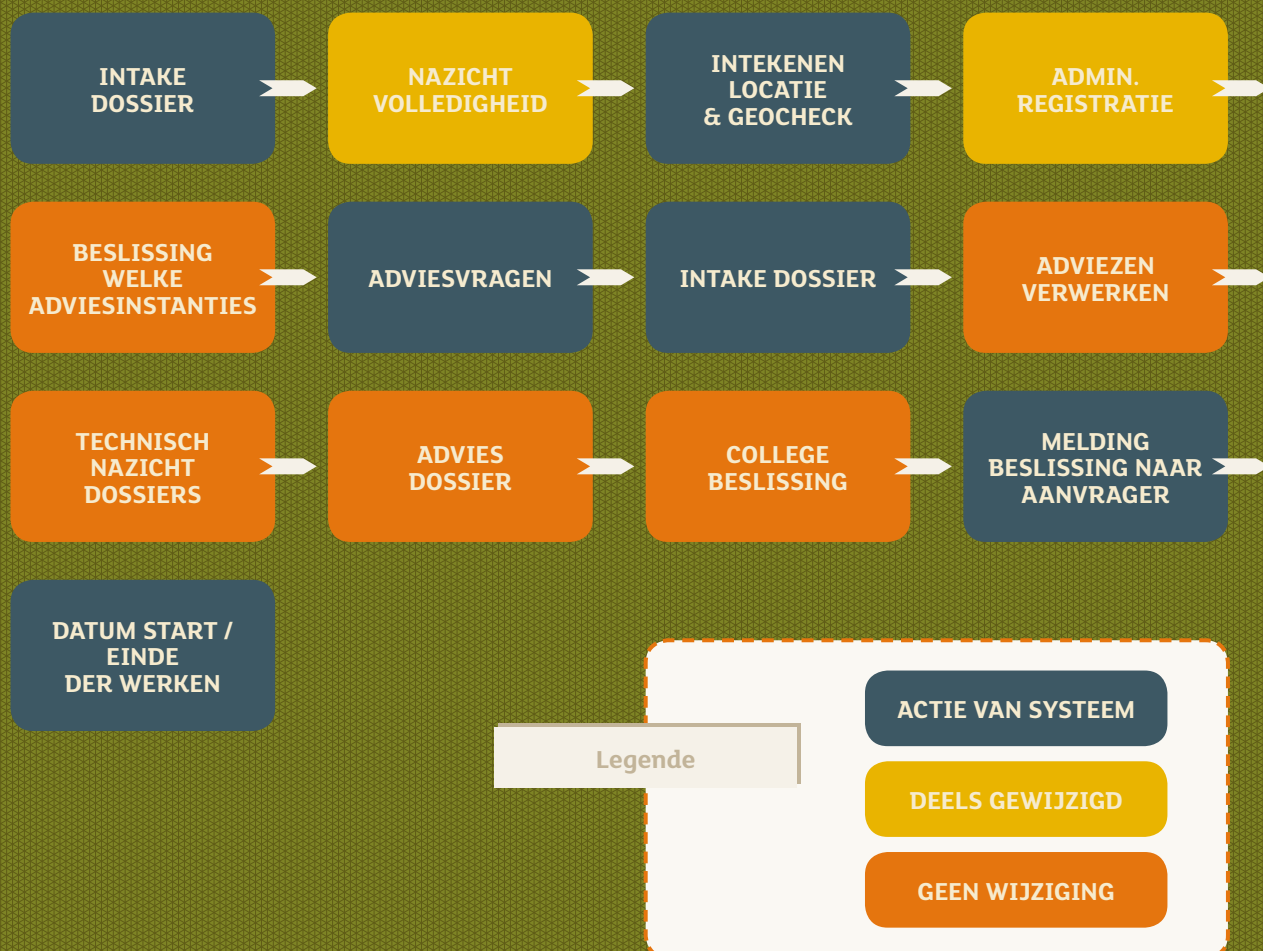 INTAKE
DOSSIER
NAZICHT
VOLLEDIGHEID
INTEKENEN
LOCATIE
& GEOCHECK
ADMIN.
REGISTRATIE
BESLISSING
WELKE
ADVIESINSTANTIES
ADVIESVRAGEN
INTAKE DOSSIER
ADVIEZEN
VERWERKEN
TECHNISCH
NAZICHT
DOSSIERS
ADVIES
DOSSIER
COLLEGE
BESLISSING
MELDING
BESLISSING NAAR
AANVRAGER
DATUM START /
EINDE
DER WERKEN
Legende
ACTIE VAN SYSTEEM
DEELS GEWIJZIGD
GEEN WIJZIGING